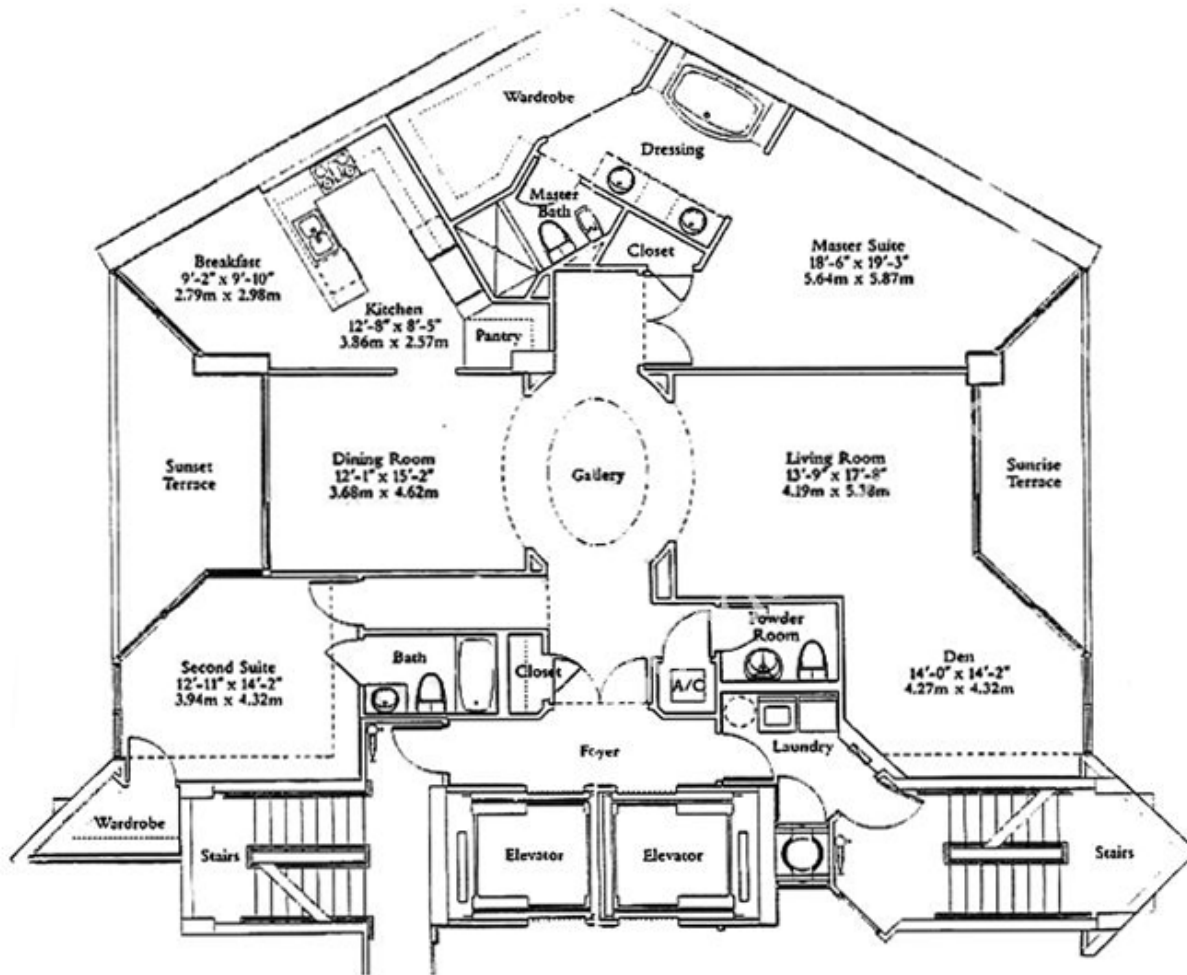 Wardrobe
Dressing
Master
Bath
Closet
Master Suite
18'-6" x 19'-3"
5.64m x 5.87m
Breakfast
9'-2" x 9'-10"
2.79m x 2.98m
Kitchen
12'-8" x 8'-5"
3.86m x 2.57m
Pantry
Sunset
Terrace
Dining Room
12'-1" x 15'-2"
3.68m x 4.62m
Gallery
Living Room
13'-9" x 17'-8"
4.19m x 5.38m
Sunrise
Terrace
Second Suite
12'-11" x 14'-2"
3.94m x 4.32m
Bath
Closet
A/C
Powder
Room
Den
14'-0" x 14'-2"
4.27m x 4.32m
Foyer
Laundry
Wardrobe
Stairs
Elevator
Elevator
Stairs